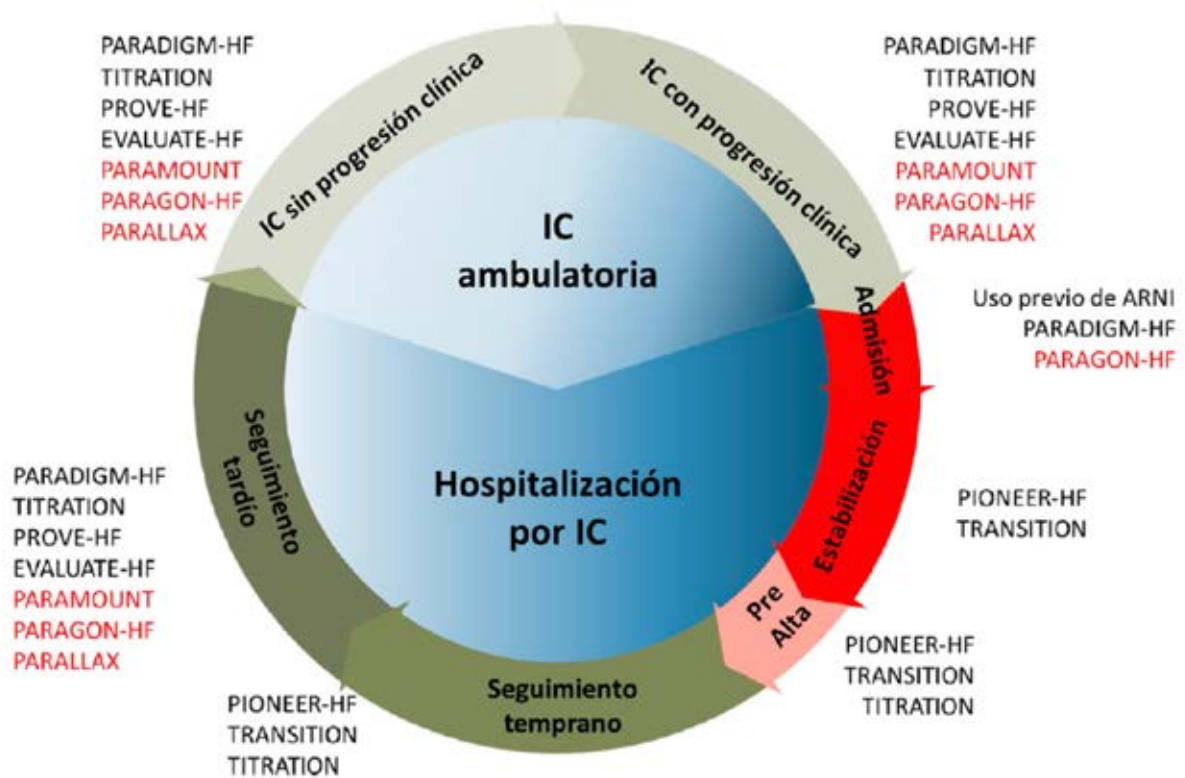 PARADIGM-HF
TITRATION
PROVE-HF
EVALUATE-HF
PARAMOUNT
PARAGON-HF
PARALLAX
IC sin progresión clínica
IC con progresión clínica
PARADIGM-HF
TITRATION
PROVE-HF
EVALUATE-HF
PARAMOUNT
PARAGON-HF
PARALLAX
IC
ambulatoria
Admisión
Uso previo de ARNI
PARADIGM-HF
PARAGON-HF
Hospitalización
por IC
Estabilización
PIONEER-HF
TRANSITION
Pre
Alta
PIONEER-HF
TRANSITION
TITRATION
Seguimiento
temprano
PIONEER-HF
TRANSITION
TITRATION
Seguimiento
tardío
PARADIGM-HF
TITRATION
PROVE-HF
EVALUATE-HF
PARAMOUNT
PARAGON-HF
PARALLAX